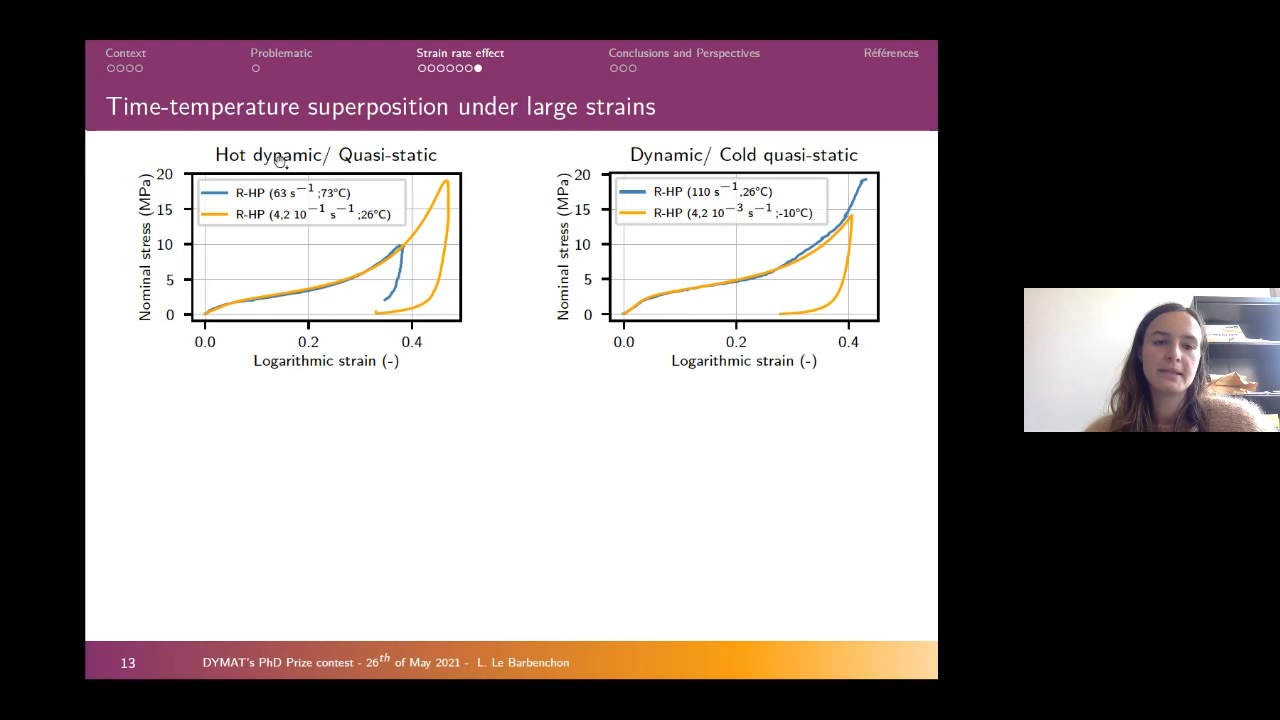 Context Problematic Strain rate effect Conclusions and Perspectives Références
Time-temperature superposition under large strains
Hot dynamic/ Quasi-static
20
15
10
5
0
Nominal stress (MPa)
R-HP (63 s⁻¹ ;73°C)
R-HP (4,2 10⁻¹ s⁻¹ ;26°C)
0.0 0.2 0.4
Logarithmic strain (-)
Dynamic/ Cold quasi-static
20
15
10
5
0
Nominal stress (MPa)
R-HP (110 s⁻¹,26°C)
R-HP (4,2 10⁻³ s⁻¹ ;-10°C)
0.0 0.2 0.4
Logarithmic strain (-)
13 DYMAT's PhD Prize contest - 26th of May 2021 - L. Le Barbenchon